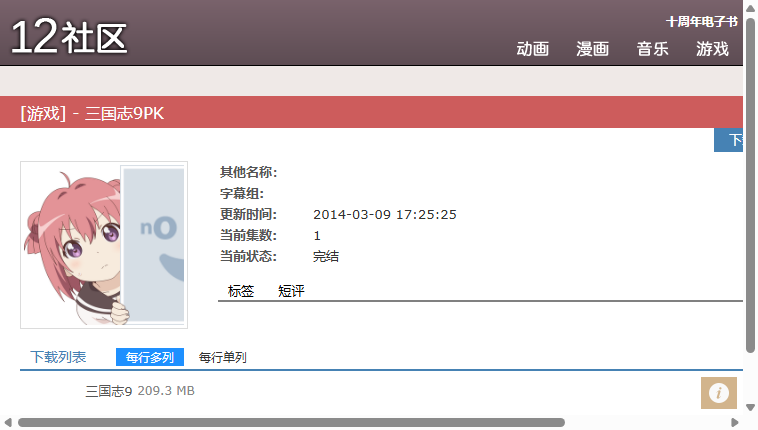 12社区
十周年电子书
动画 漫画 音乐 游戏
[游戏] - 三国志9PK
下
no
其他名称:
字幕组:
更新时间: 2014-03-09 17:25:25
当前集数: 1
当前状态: 完结
标签 短评
下载列表 每行多列 每行单列
三国志9 209.3 MB
i